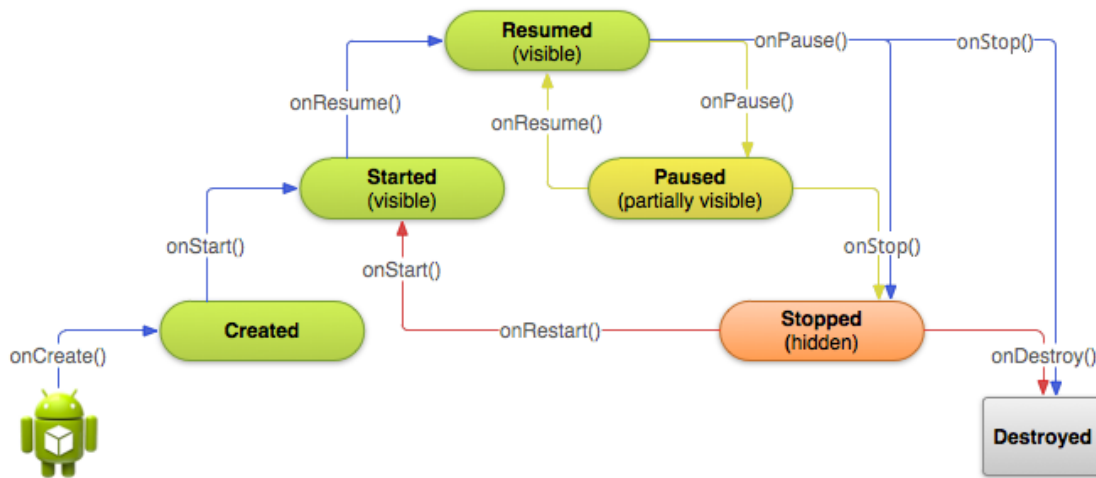 Resumed
(visible)
onPause()
onStop()
onResume()
onPause()
onResume()
Started
(visible)
Paused
(partially visible)
onStart()
onStart()
onStop()
Created
onRestart()
Stopped
(hidden)
onCreate()
onDestroy()
Destroyed